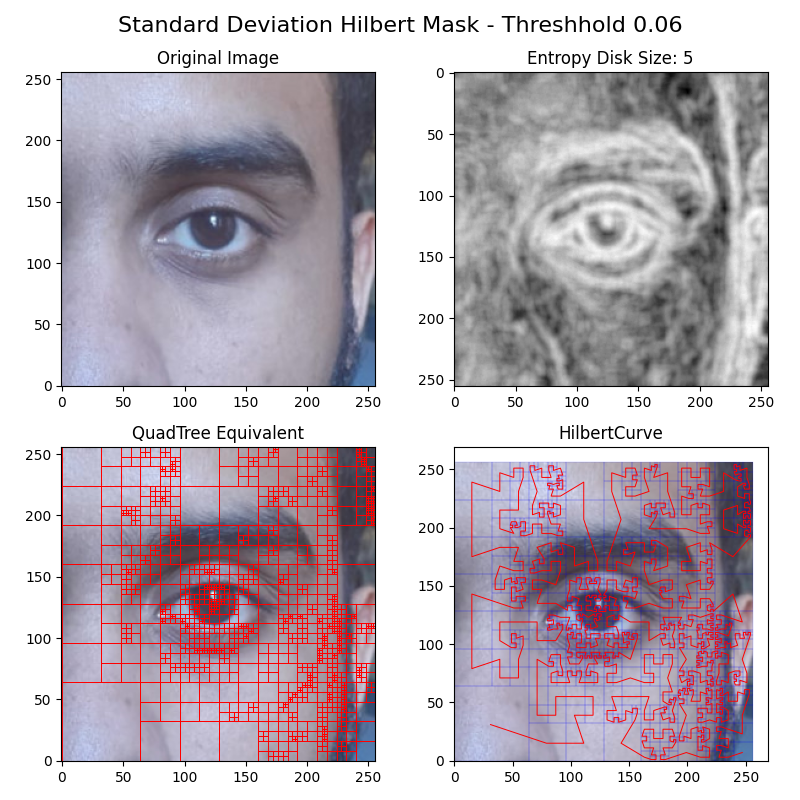 Standard Deviation Hilbert Mask - Threshhold 0.06
Original Image
250
200
150
100
50
0
0 50 100 150 200 250
Entropy Disk Size: 5
0
50
100
150
200
250
0 50 100 150 200 250
QuadTree Equivalent
250
200
150
100
50
0
0 50 100 150 200 250
HilbertCurve
250
200
150
100
50
0
0 50 100 150 200 250